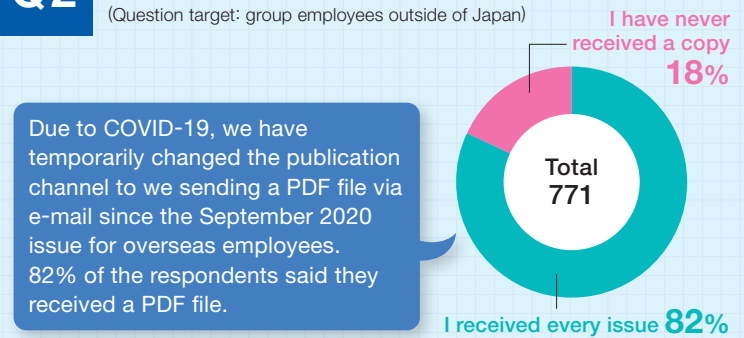 (Question target: group employees outside of Japan)
I have never
received a copy
18%
Due to COVID-19, we have
temporarily changed the publication
channel to we sending a PDF file via
e-mail since the September 2020
issue for overseas employees.
82% of the respondents said they
received a PDF file.
Total
771
I received every issue 82%